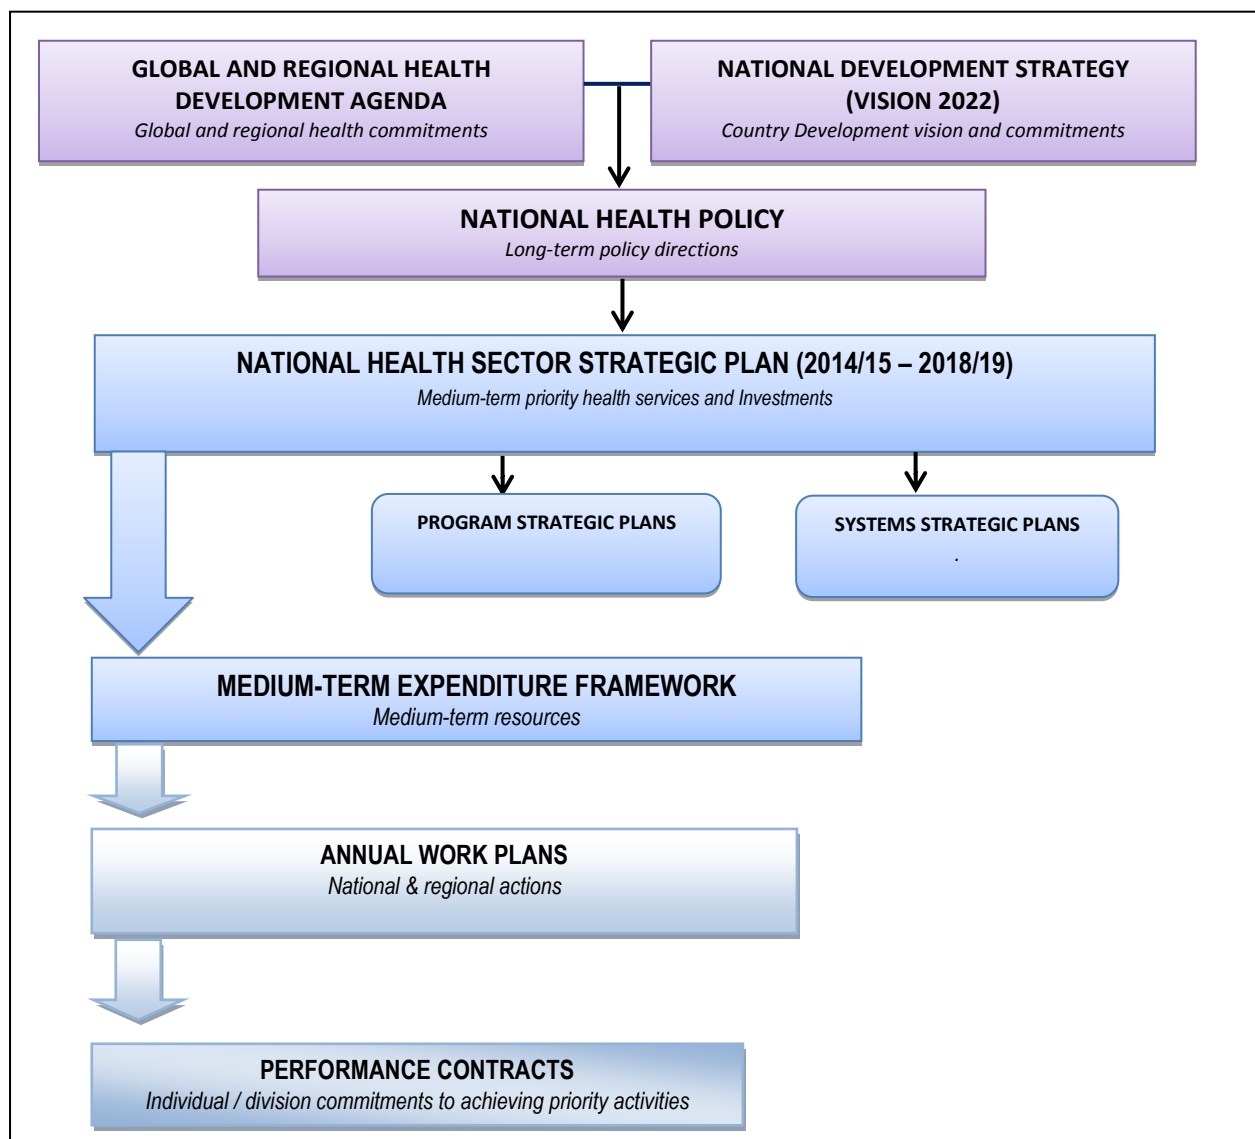 GLOBAL AND REGIONAL HEALTH
DEVELOPMENT AGENDA
Global and regional health commitments
NATIONAL DEVELOPMENT STRATEGY
(VISION 2022)
Country Development vision and commitments
NATIONAL HEALTH POLICY
Long-term policy directions
NATIONAL HEALTH SECTOR STRATEGIC PLAN (2014/15 – 2018/19)
Medium-term priority health services and Investments
PROGRAM STRATEGIC PLANS
SYSTEMS STRATEGIC PLANS
.
MEDIUM-TERM EXPENDITURE FRAMEWORK
Medium-term resources
ANNUAL WORK PLANS
National & regional actions
PERFORMANCE CONTRACTS
Individual / division commitments to achieving priority activities